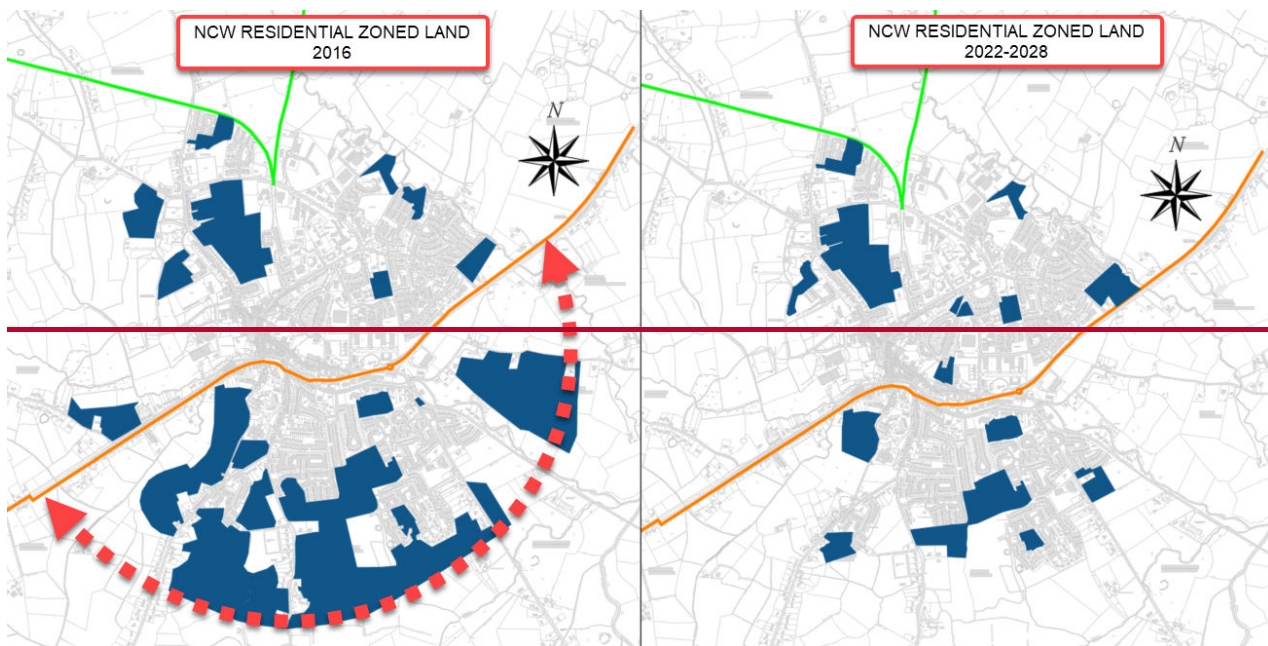 NCW RESIDENTIAL ZONED LAND
2016
NCW RESIDENTIAL ZONED LAND
2022-2028
N
N